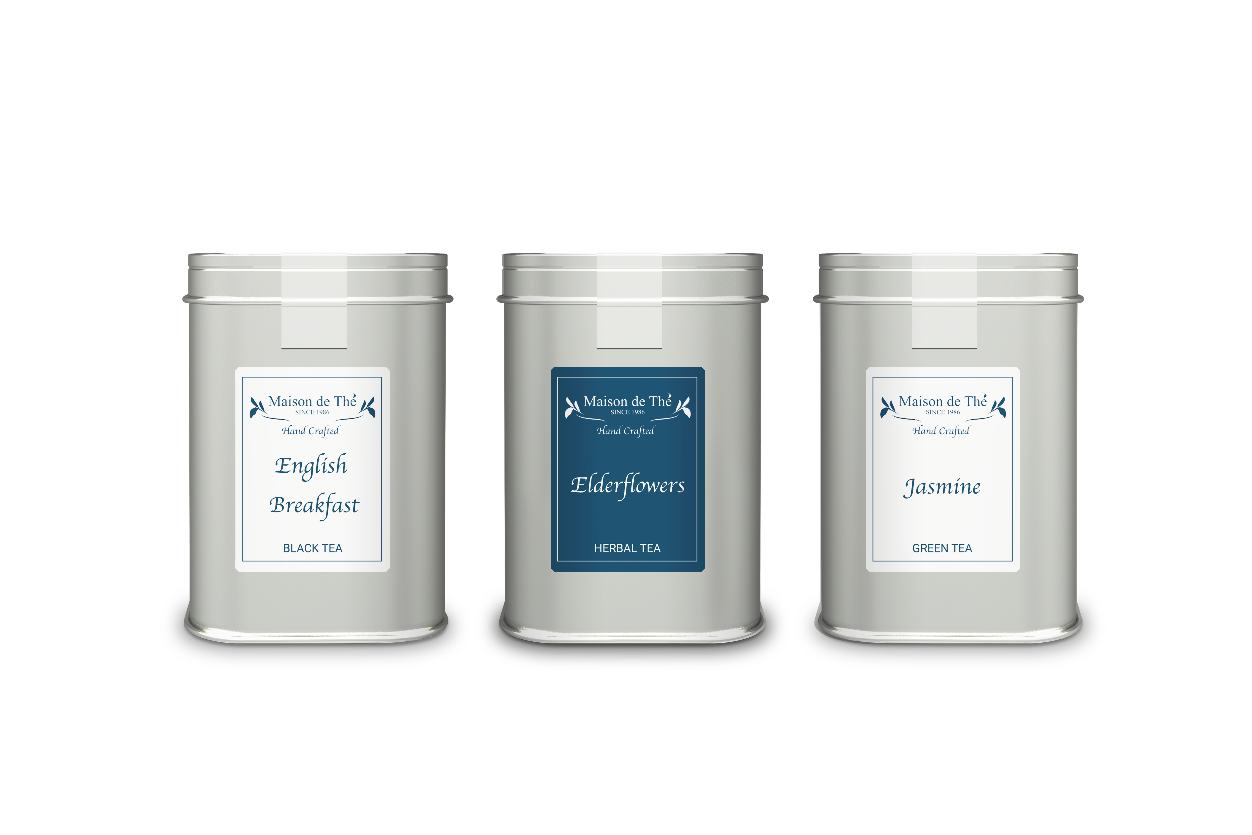 Maison de Thé
SINCE 1986
Hand Crafted
English
Breakfast
BLACK TEA
Maison de Thé
SINCE 1986
Hand Crafted
Elderflowers
HERBAL TEA
Maison de Thé
SINCE 1986
Hand Crafted
Jasmine
GREEN TEA